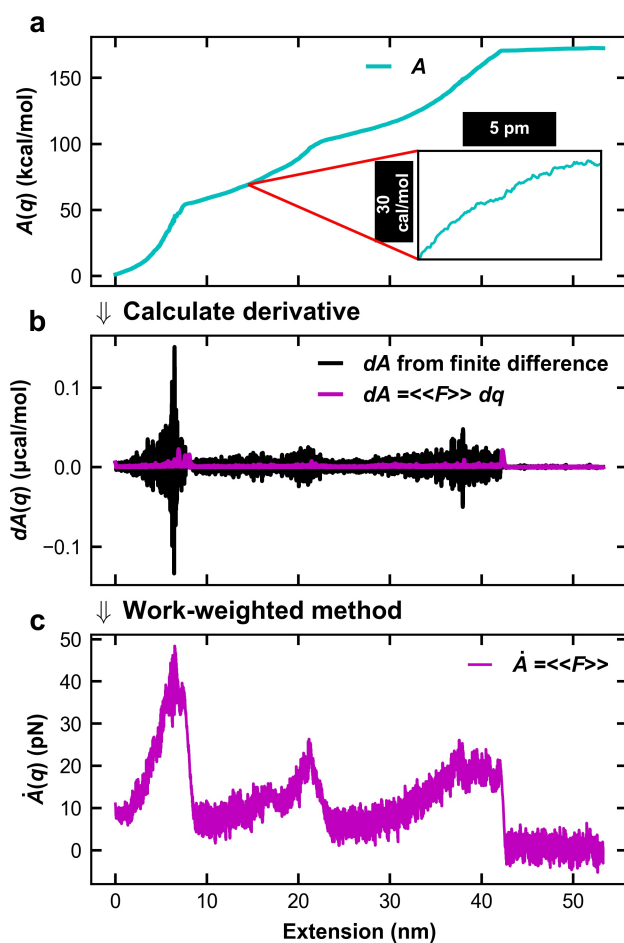 a
A(q) (kcal/mol)
150
100
50
0
A
5 pm
30
cal/mol
⇓ Calculate derivative
b
dA(q) (µcal/mol)
0.1
0.0
−0.1
dA from finite difference
dA =<<F>> dq
⇓ Work-weighted method
c
Ȧ(q) (pN)
50
40
30
20
10
0
Ȧ =<<F>>
0 10 20 30 40 50
Extension (nm)